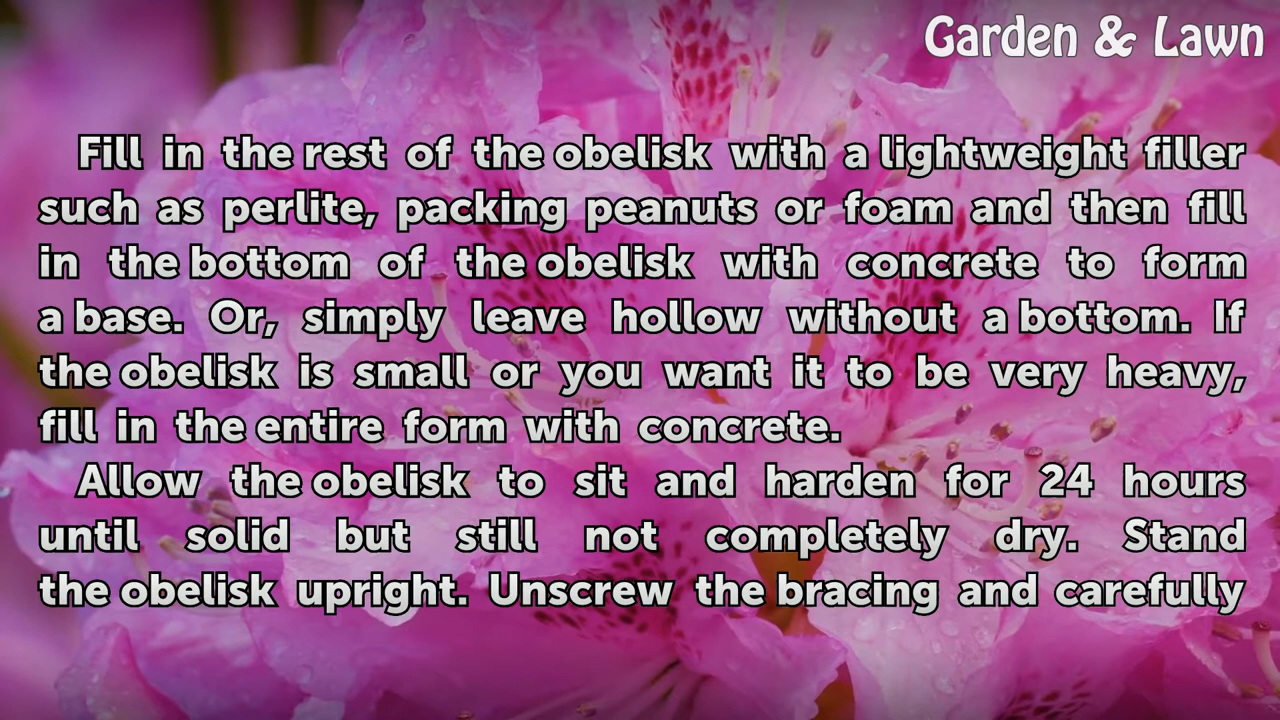 Garden & Lawn
Fill in the rest of the obelisk with a lightweight filler
such as perlite, packing peanuts or foam and then fill
in the bottom of the obelisk with concrete to form
a base. Or, simply leave hollow without a bottom. If
the obelisk is small or you want it to be very heavy,
fill in the entire form with concrete.
Allow the obelisk to sit and harden for 24 hours
until solid but still not completely dry. Stand
the obelisk upright. Unscrew the bracing and carefully